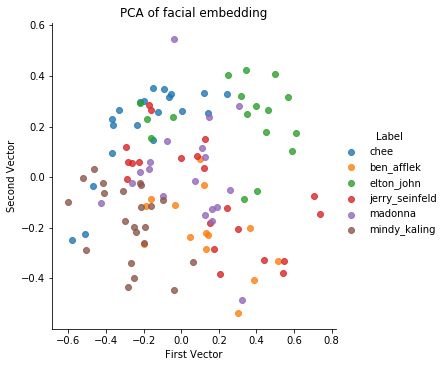 PCA of facial embedding
0.6
0.4
0.2
0.0
−0.2
−0.4
Second Vector
−0.6
−0.4
−0.2
0.0
0.2
0.4
0.6
0.8
First Vector
Label
chee
ben_afflek
elton_john
jerry_seinfeld
madonna
mindy_kaling